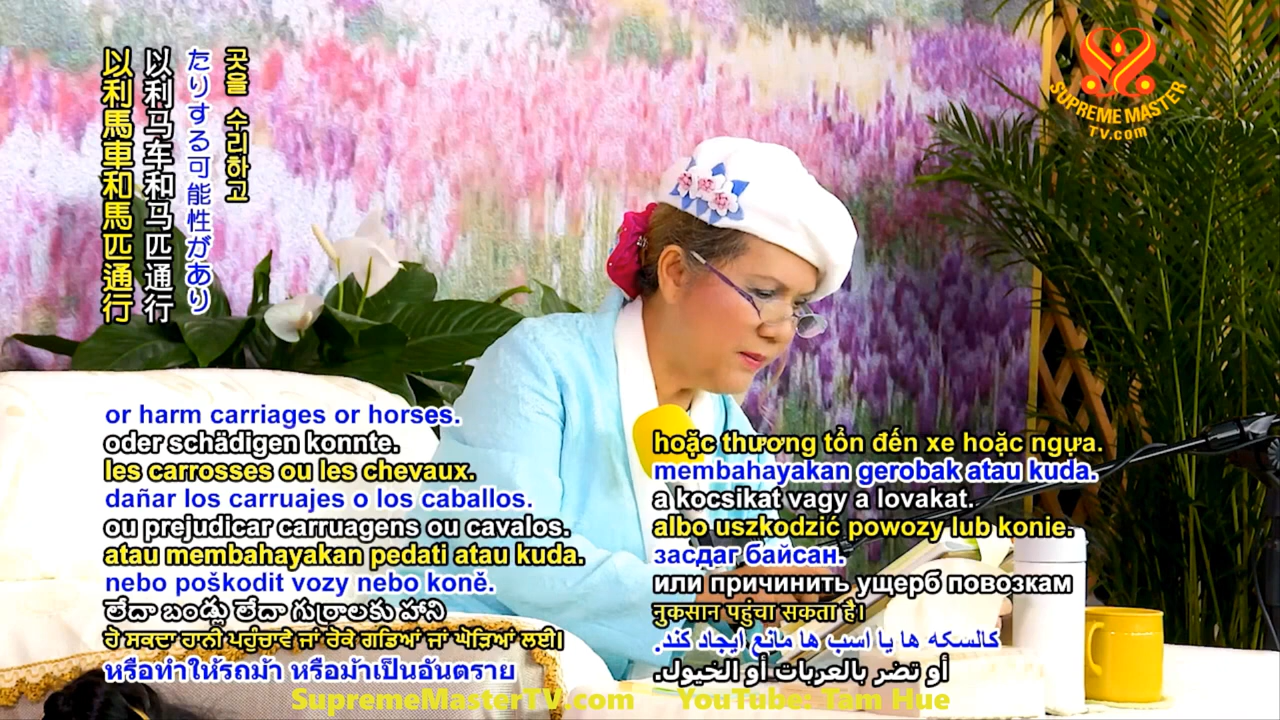 곳을 수리하고
たりする可能性があり
以利马车和马匹通行
以利馬車和馬匹通行
SUPREME MASTER
TV.com
or harm carriages or horses.
oder schädigen konnte.
les carrosses ou les chevaux.
dañar los carruajes o los caballos.
ou prejudicar carruagens ou cavalos.
atau membahayakan pedati atau kuda.
nebo poškodit vozy nebo koně.
లేదా బండ్లు లేదా గుర్రాలకు హాని
ਹੋ ਸਕਦਾ ਹਾਨੀ ਪਹੁੰਚਾਵੇ ਜਾਂ ਰੋਕੇ ਗਡਿਆਂ ਜਾਂ ਘੋੜਿਆਂ ਲਈ।
หรือทำให้รถม้า หรือม้าเป็นอันตราย
hoặc thương tổn đến xe hoặc ngựa.
membahayakan gerobak atau kuda.
a kocsikat vagy a lovakat.
albo uszkodzić powozy lub konie.
засдаг байсан.
или причинить ущерб повозкам
नुकसान पहुंचा सकता है।
کالسکه ها یا اسب ها مانع ایجاد کند.
أو تضر بالعربات أو الخيول.
SupremeMasterTV.com YouTube: Tam Hue